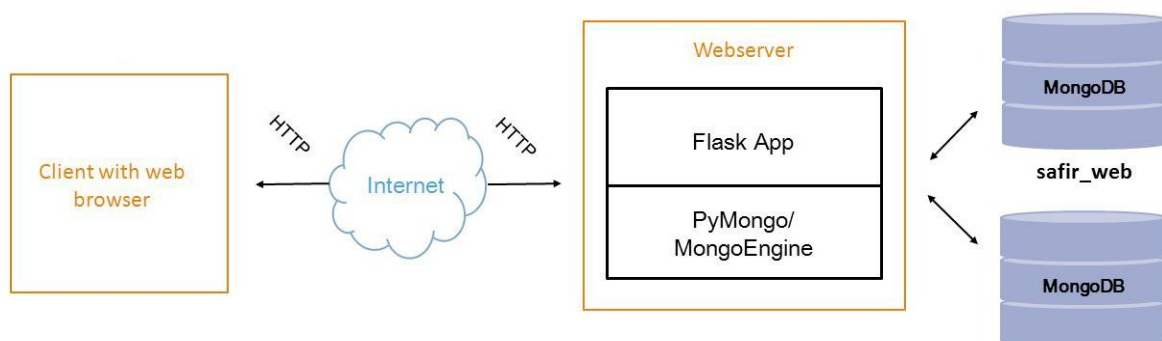 Client with web
browser
HTTP
Internet
HTTP
Webserver
Flask App
PyMongo/
MongoEngine
MongoDB
safir_web
MongoDB